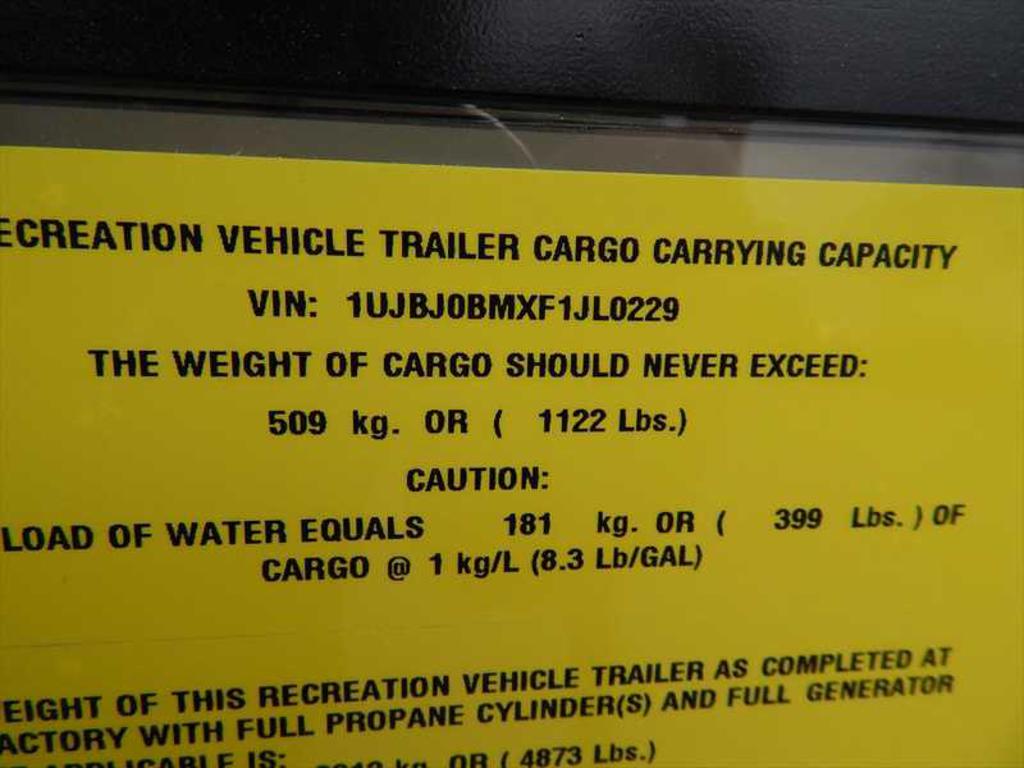 ECREATION VEHICLE TRAILER CARGO CARRYING CAPACITY
VIN: 1UJBJ0BMXF1JL0229
THE WEIGHT OF CARGO SHOULD NEVER EXCEED:
509 kg. OR ( 1122 Lbs.)
CAUTION:
LOAD OF WATER EQUALS 181 kg. OR ( 399 Lbs. ) OF
CARGO @ 1 kg/L (8.3 Lb/GAL)
EIGHT OF THIS RECREATION VEHICLE TRAILER AS COMPLETED AT
ACTORY WITH FULL PROPANE CYLINDER(S) AND FULL GENERATOR
APPLICABLE IS: kg. OR ( 4873 Lbs.)